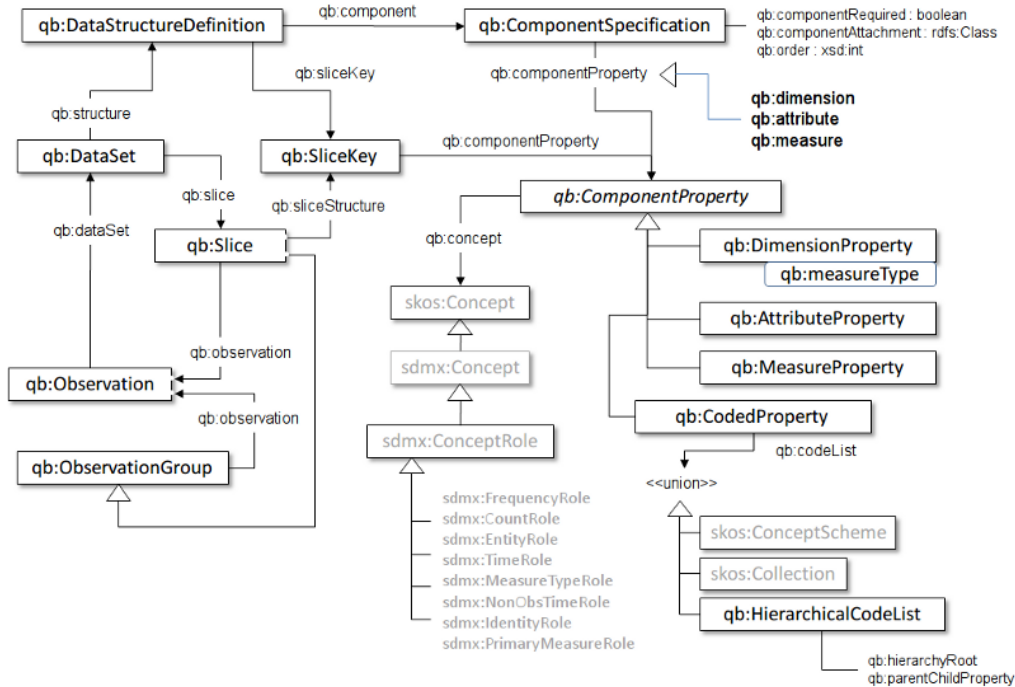 qb:DataStructureDefinition
qb:component
qb:ComponentSpecification
qb:componentRequired : boolean
qb:componentAttachment : rdfs:Class
qb:order : xsd:int
qb:sliceKey
qb:componentProperty
qb:dimension
qb:attribute
qb:measure
qb:structure
qb:DataSet
qb:SliceKey
qb:componentProperty
qb:slice
qb:sliceStructure
qb:ComponentProperty
qb:dataSet
qb:Slice
qb:concept
qb:DimensionProperty
qb:measureType
skos:Concept
qb:AttributeProperty
qb:observation
sdmx:Concept
qb:MeasureProperty
qb:Observation
qb:observation
qb:CodedProperty
sdmx:ConceptRole
qb:codeList
qb:ObservationGroup
<<union>>
sdmx:FrequencyRole
sdmx:CountRole
sdmx:EntityRole
sdmx:TimeRole
sdmx:MeasureTypeRole
sdmx:NonObsTimeRole
sdmx:IdentityRole
sdmx:PrimaryMeasureRole
skos:ConceptScheme
skos:Collection
qb:HierarchicalCodeList
qb:hierarchyRoot
qb:parentChildProperty